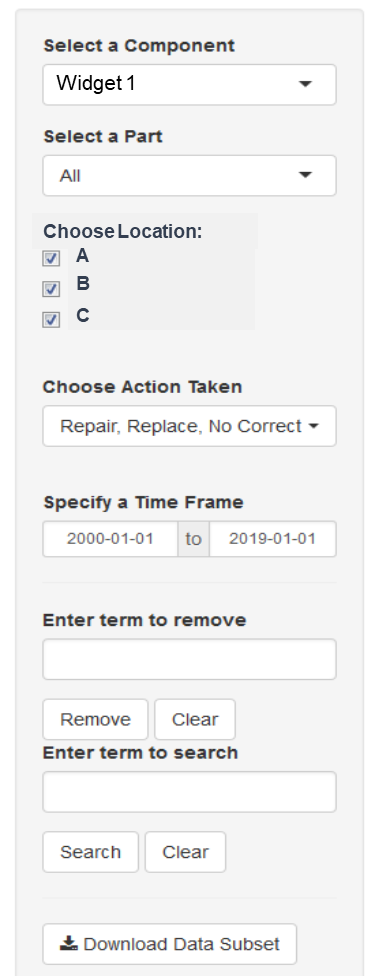 Select a Component
Widget 1
Select a Part
All
Choose Location:
A
B
C
Choose Action Taken
Repair, Replace, No Correct
Specify a Time Frame
2000-01-01 to 2019-01-01
Enter term to remove
Remove Clear
Enter term to search
Search Clear
Download Data Subset